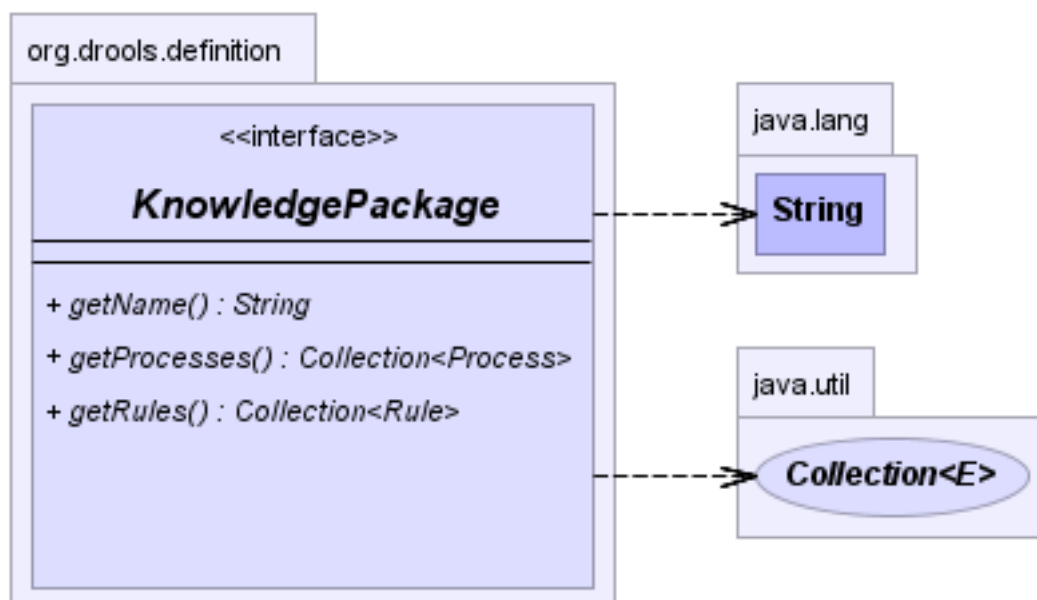 org.drools.definition
<<interface>>
KnowledgePackage
+ getName() : String
+ getProcesses() : Collection<Process>
+ getRules() : Collection<Rule>
java.lang
String
java.util
Collection<E>